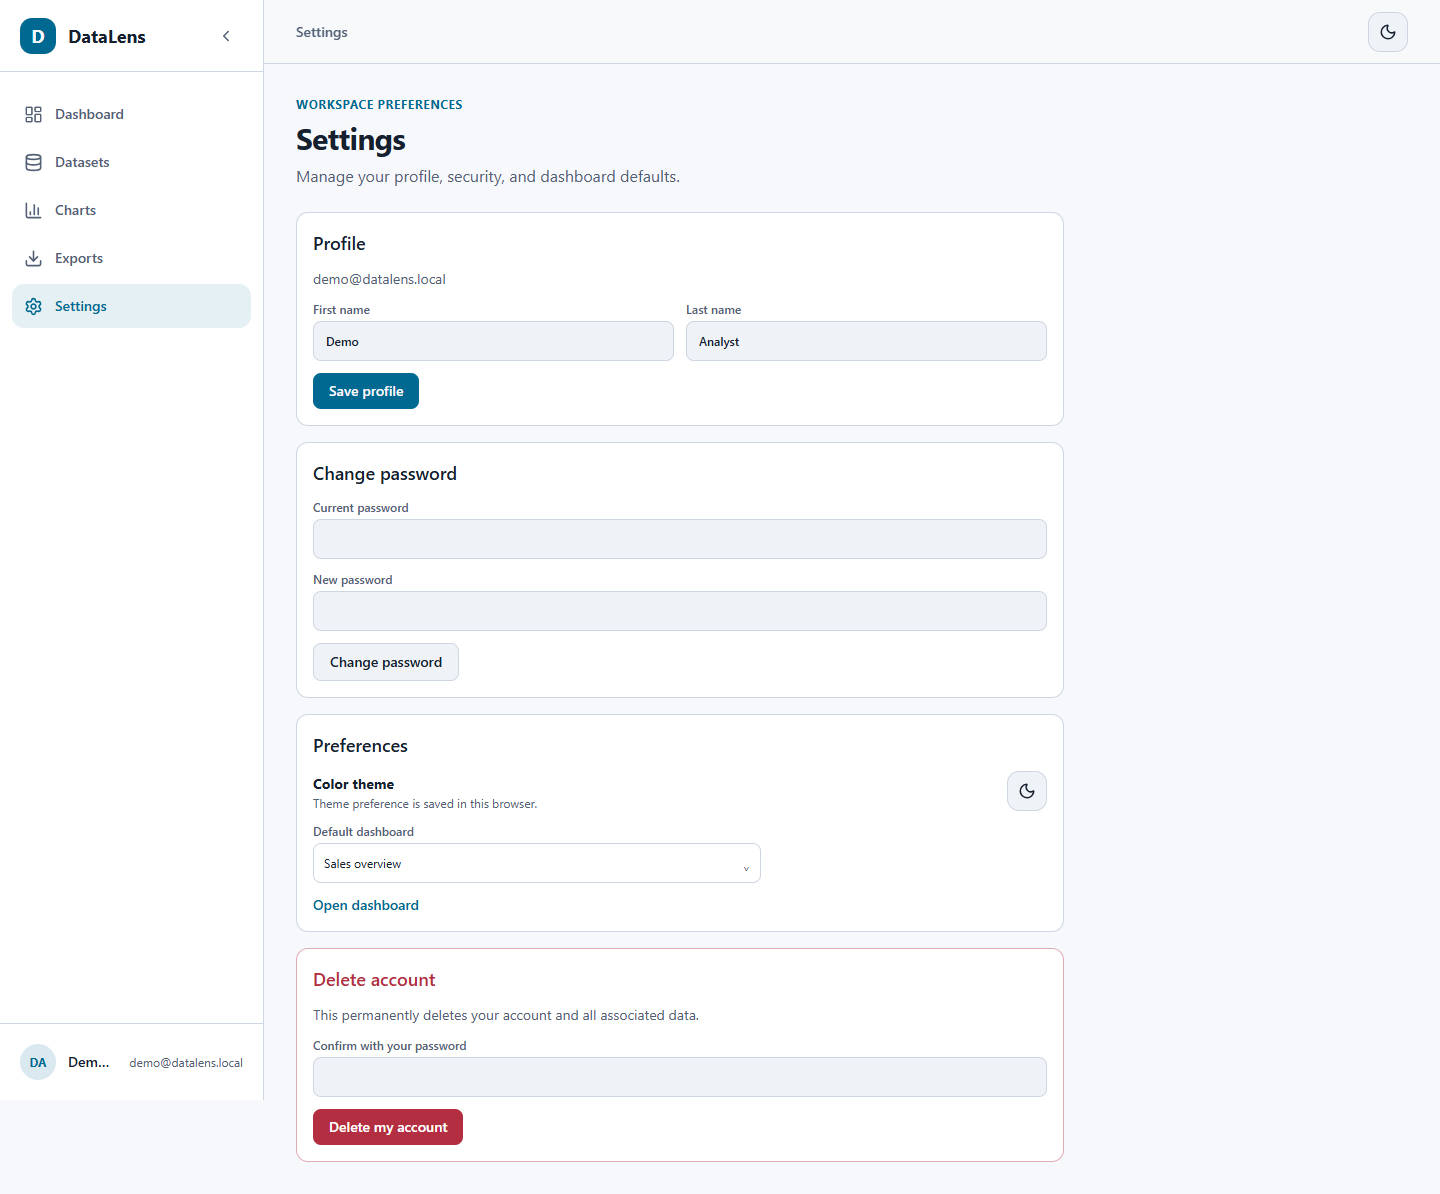 D DataLens
Dashboard
Datasets
Charts
Exports
Settings
DA Dem... demo@datalens.local
Settings
WORKSPACE PREFERENCES
Settings
Manage your profile, security, and dashboard defaults.
Profile
demo@datalens.local
First name Last name
Demo Analyst
Save profile
Change password
Current password
New password
Change password
Preferences
Color theme
Theme preference is saved in this browser.
Default dashboard
Sales overview
Open dashboard
Delete account
This permanently deletes your account and all associated data.
Confirm with your password
Delete my account